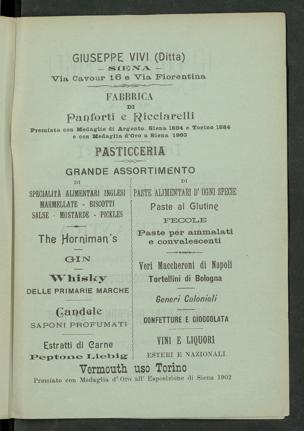 GIUSEPPE VIVI (Ditta)
- SIENA -
Via Cavour 16 e Via Fiorentina
FABBRICA
DI
Panforti e Ricciarelli
Premiata con Medaglie di Argento Siena 1884 e Torino 1884
e con Medaglia d'Oro a Siena 1902
PASTICCERIA
GRANDE ASSORTIMENTO
DI
SPECIALITÀ ALIMENTARI INGLESI
MARMELLATE - BISCOTTI
SALSE - MOSTARDE - PICKLES
The Horniman's
GIN
Whisky
DELLE PRIMARIE MARCHE
Candele
SAPONI PROFUMATI
Estratti di Carne
Peptone Liebig
DI
PASTE ALIMENTARI D' OGNI SPECIE
Paste al Glutine
FECOLE
Paste per ammalati
e convalescenti
Veri Maccheroni di Napoli
Tortellini di Bologna
Generi Coloniali
CONFETTURE E CIOCCOLATA
VINI E LIQUORI
ESTERI E NAZIONALI
Vermouth uso Torino
Premiato con Medaglia d' Oro all' Esposizione di Siena 1902